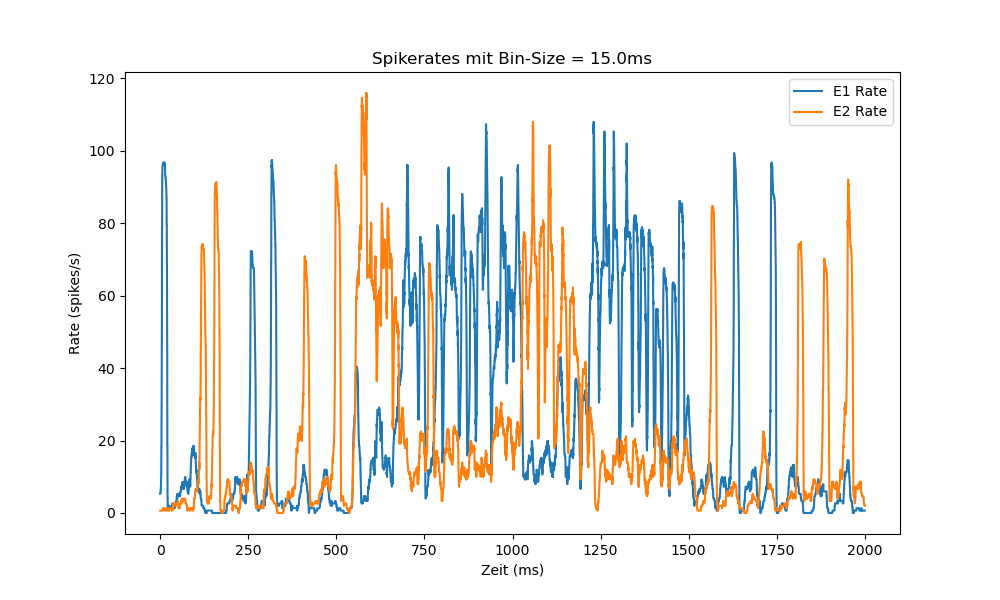 Spikerates mit Bin-Size = 15.0ms
E1 Rate
E2 Rate
120
100
80
60
40
20
0
Rate (spikes/s)
0 250 500 750 1000 1250 1500 1750 2000
Zeit (ms)